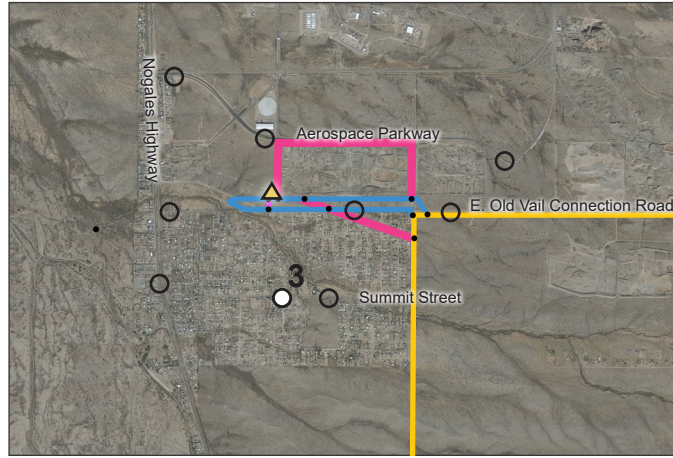 Nogales Highway
Aerospace Parkway
E. Old Vail Connection Road
3
Summit Street